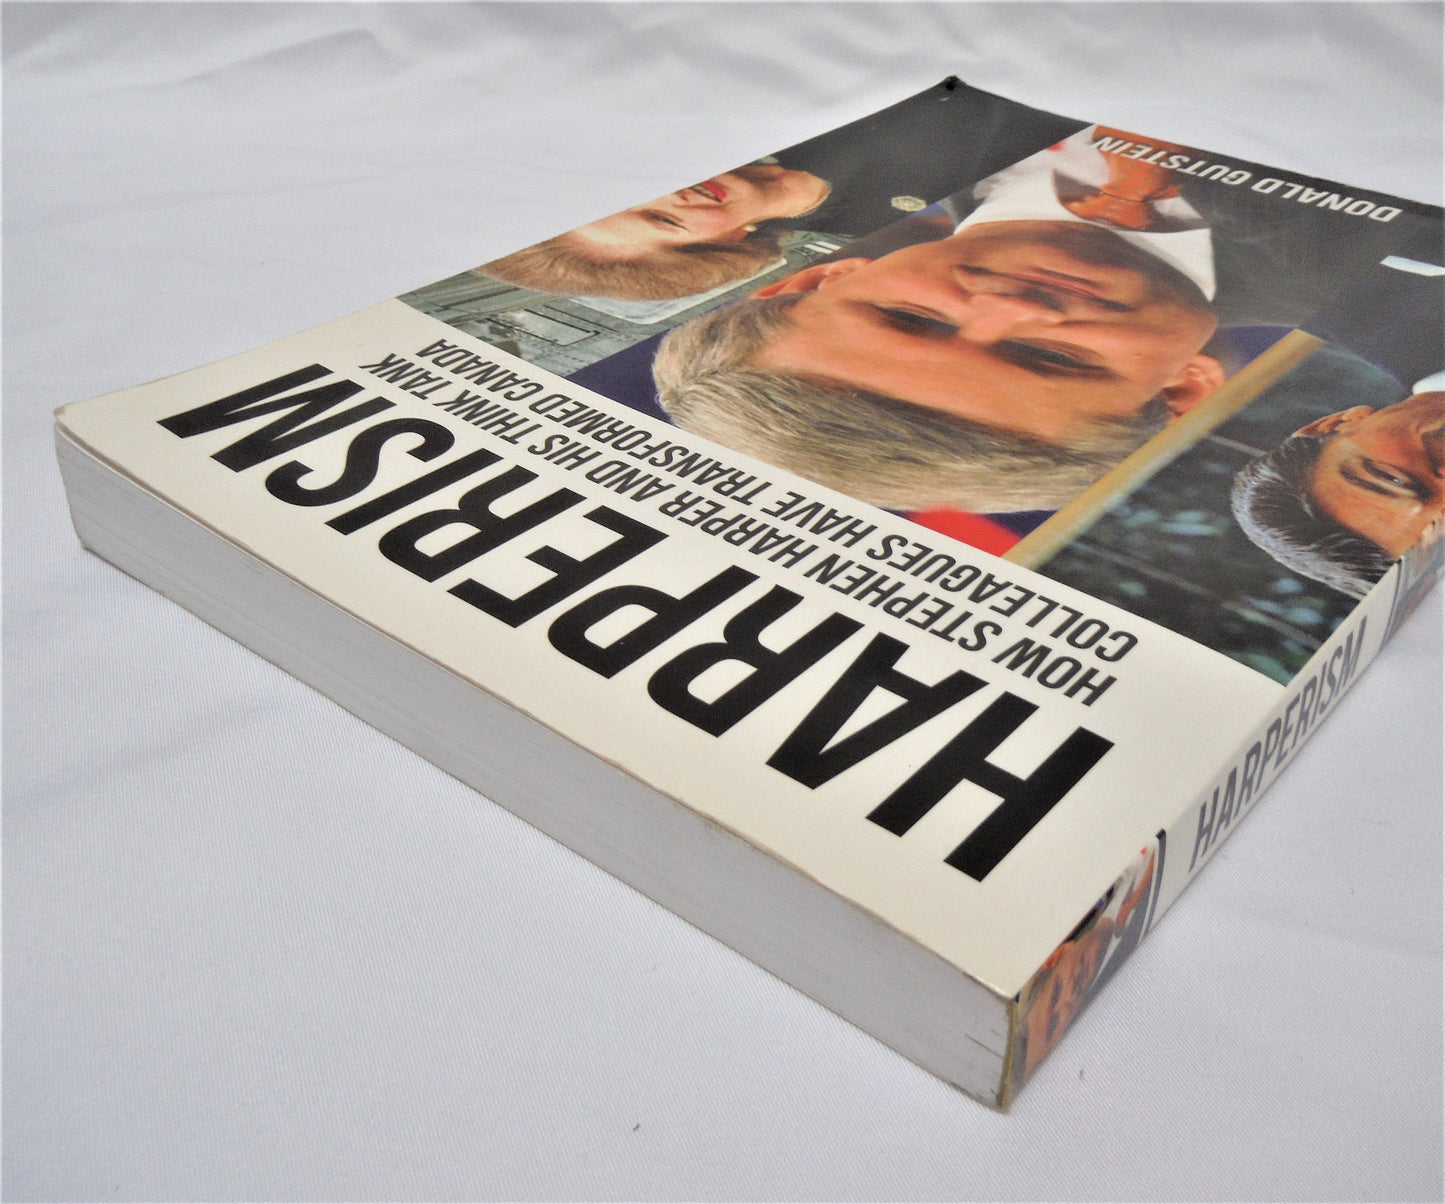 HARPERISM
HOW STEPHEN HARPER AND HIS THINK TANK
COLLEAGUES HAVE TRANSFORMED CANADA
DONALD GUTSTEIN
HARPERISM